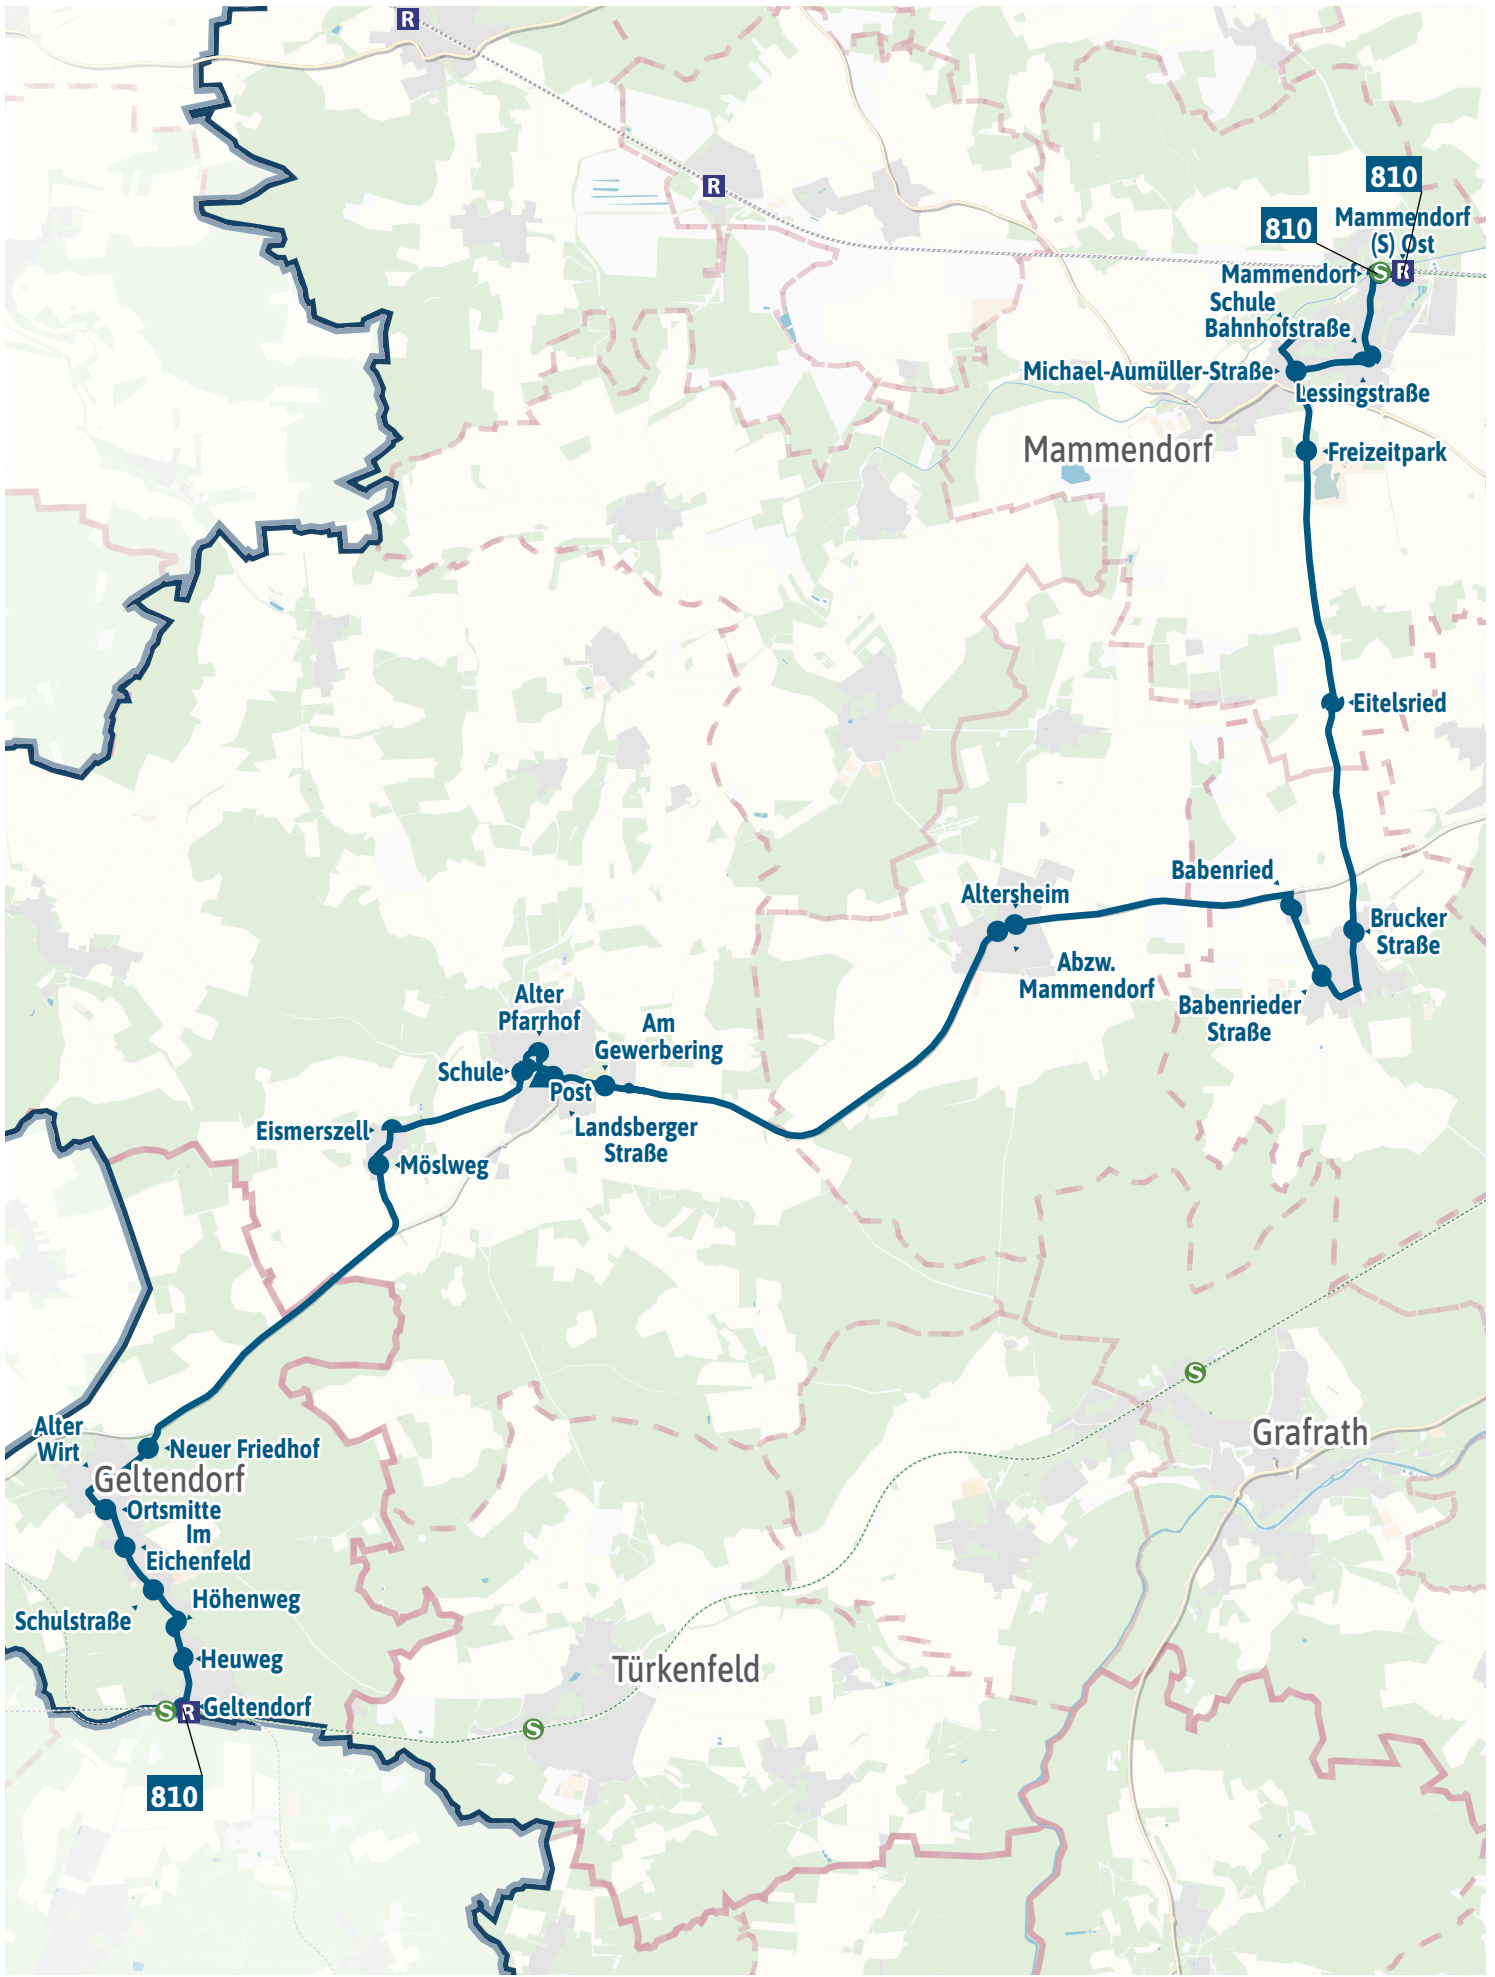 R
R
810
810
Mammendorf
(S) Ost
Mammendorf
S
R
Schule
Bahnhofstraße
Michael-Aumüller-Straße
Lessingstraße
Mammendorf
Freizeitpark
Eitelsried
Babenried
Altersheim
Brucker
Straße
Abzw.
Mammendorf
Babenrieder
Straße
Alter
Pfarrhof
Am
Gewerbering
Schule
Post
Landsberger
Straße
Eismerszell
Möslweg
S
Alter
Wirt
Neuer Friedhof
Grafrath
Geltendorf
Ortsmitte
Im
Eichenfeld
Höhenweg
Schulstraße
Heuweg
Türkenfeld
S
R
Geltendorf
S
810